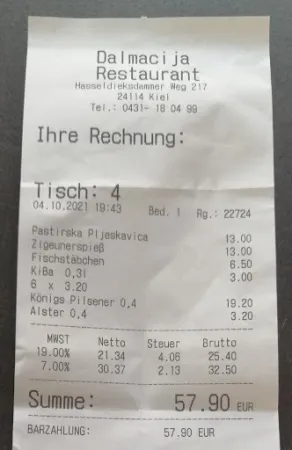 Dalmacija
Restaurant
Hasseldieksdammer Weg 217
24114 Kiel
Tel.: 0431- 18 04 99
Ihre Rechnung:
Tisch: 4
04.10.2021 19:43 Bed. 1 Rg.: 22724
Pastirska Pljeskavica 13.00
Zigeunerspieß 13.00
Fischstäbchen 6.50
KiBa 0,3l 3.00
6 x 3.20
Königs Pilsener 0,4 19.20
Alster 0,4 3.20
MWST Netto Steuer Brutto
19.00% 21.34 4.06 25.40
7.00% 30.37 2.13 32.50
Summe: 57.90 EUR
BARZAHLUNG: 57.90 EUR